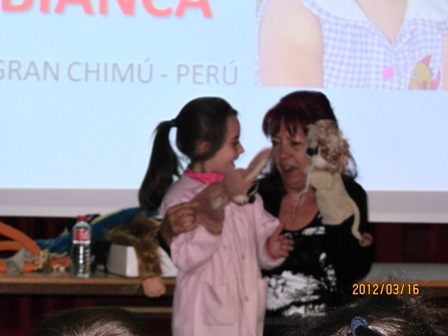 BIANCA
GRAN CHIMÚ - PERÚ
2012/03/16